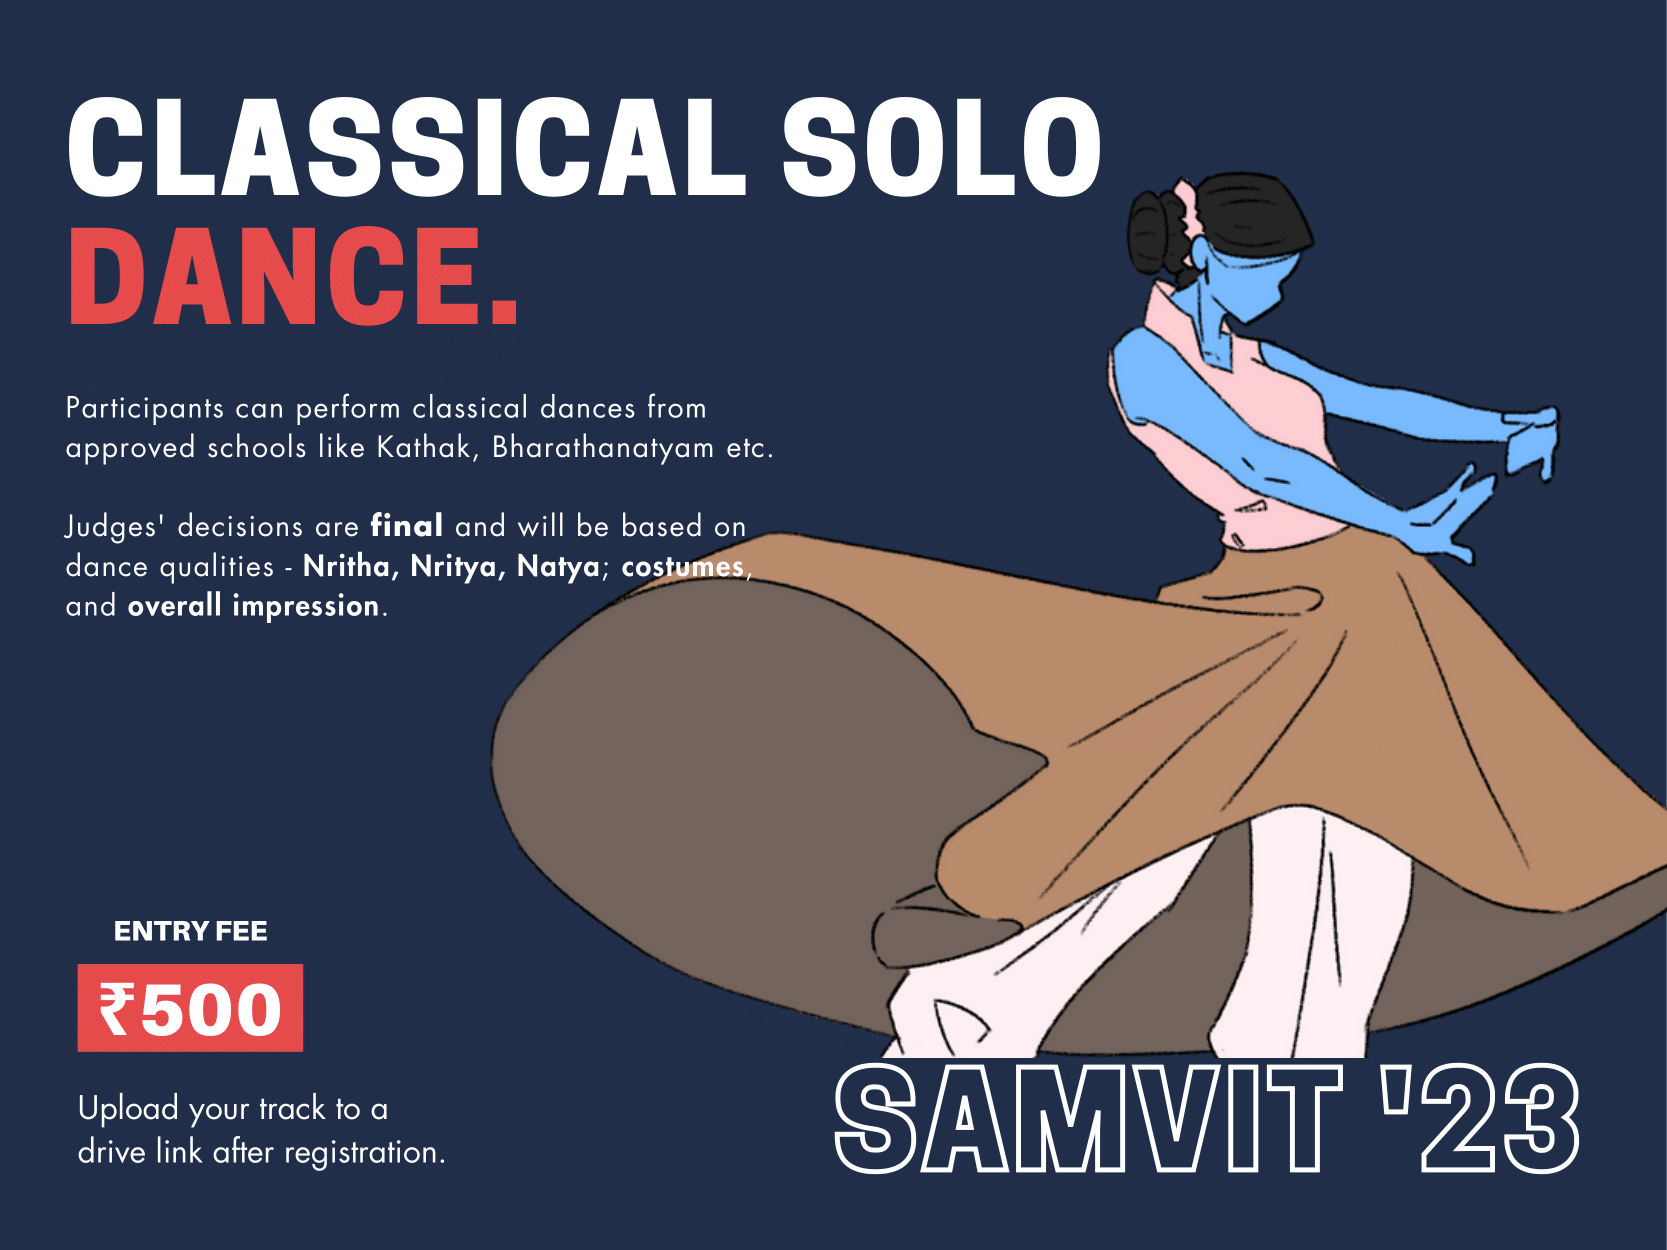 CLASSICAL SOLO
DANCE.
Participants can perform classical dances from
approved schools like Kathak, Bharathanatyam etc.
Judges' decisions are final and will be based on
dance qualities - Nritha, Nritya, Natya; costumes,
and overall impression.
ENTRY FEE
₹500
Upload your track to a
drive link after registration.
SAMVIT '23